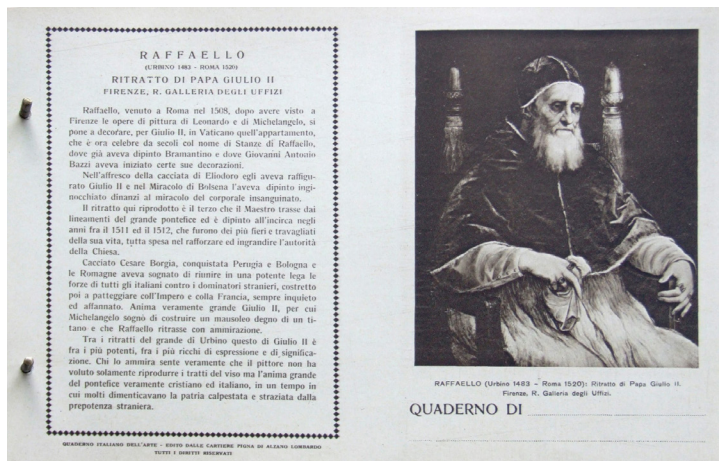 RAFFAELLO
(URBINO 1483 - ROMA 1520)
RITRATTO DI PAPA GIULIO II
FIRENZE, R. GALLERIA DEGLI UFFIZI
Raffaello, venuto a Roma nel 1508, dopo avere visto a
Firenze le opere di pittura di Leonardo e di Michelangelo, si
pone a decorare, per Giulio II, in Vaticano quell'appartamento,
che è ora celebre da secoli col nome di Stanze di Raffaello,
dove già aveva dipinto Bramantino e dove Giovanni Antonio
Bazzi aveva iniziato certe sue decorazioni.
Nell'affresco della cacciata di Eliodoro egli aveva raffigu-
rato Giulio II e nel Miracolo di Bolsena l'aveva dipinto ingi-
nocchiato dinanzi al miracolo del corporale insanguinato.
Il ritratto qui riprodotto è il terzo che il Maestro trasse dai
lineamenti del grande pontefice ed è dipinto all'incirca negli
anni fra il 1511 ed il 1512, che furono dei più fieri e travagliati
della sua vita, tutta spesa nel rafforzare ed ingrandire l'autorità
della Chiesa.
Cacciato Cesare Borgia, conquistata Perugia e Bologna e
le Romagne aveva sognato di riunire in una potente lega le
forze di tutti gli italiani contro i dominatori stranieri, costretto
poi a patteggiare coll'Impero e colla Francia, sempre inquieto
ed affannato. Anima veramente grande Giulio II, per cui
Michelangelo sognò di costruire un mausoleo degno di un ti-
tano e che Raffaello ritrasse con ammirazione.
Tra i ritratti del grande di Urbino questo di Giulio II è
fra i più potenti, fra i più ricchi di espressione e di significa-
zione. Chi lo ammira sente veramente che il pittore non ha
voluto solamente riprodurre i tratti del viso ma l'anima grande
del pontefice veramente cristiano ed italiano, in un tempo in
cui molti dimenticavano la patria calpestata e straziata dalla
prepotenza straniera.
QUADERNO ITALIANO DELL'ARTE - EDITO DALLE CARTIERE PIGNA DI ALZANO LOMBARDO
TUTTI I DIRITTI RISERVATI
RAFFAELLO (Urbino 1483 - Roma 1520): Ritratto di Papa Giulio II.
Firenze, R. Galleria degli Uffizi.
QUADERNO DI